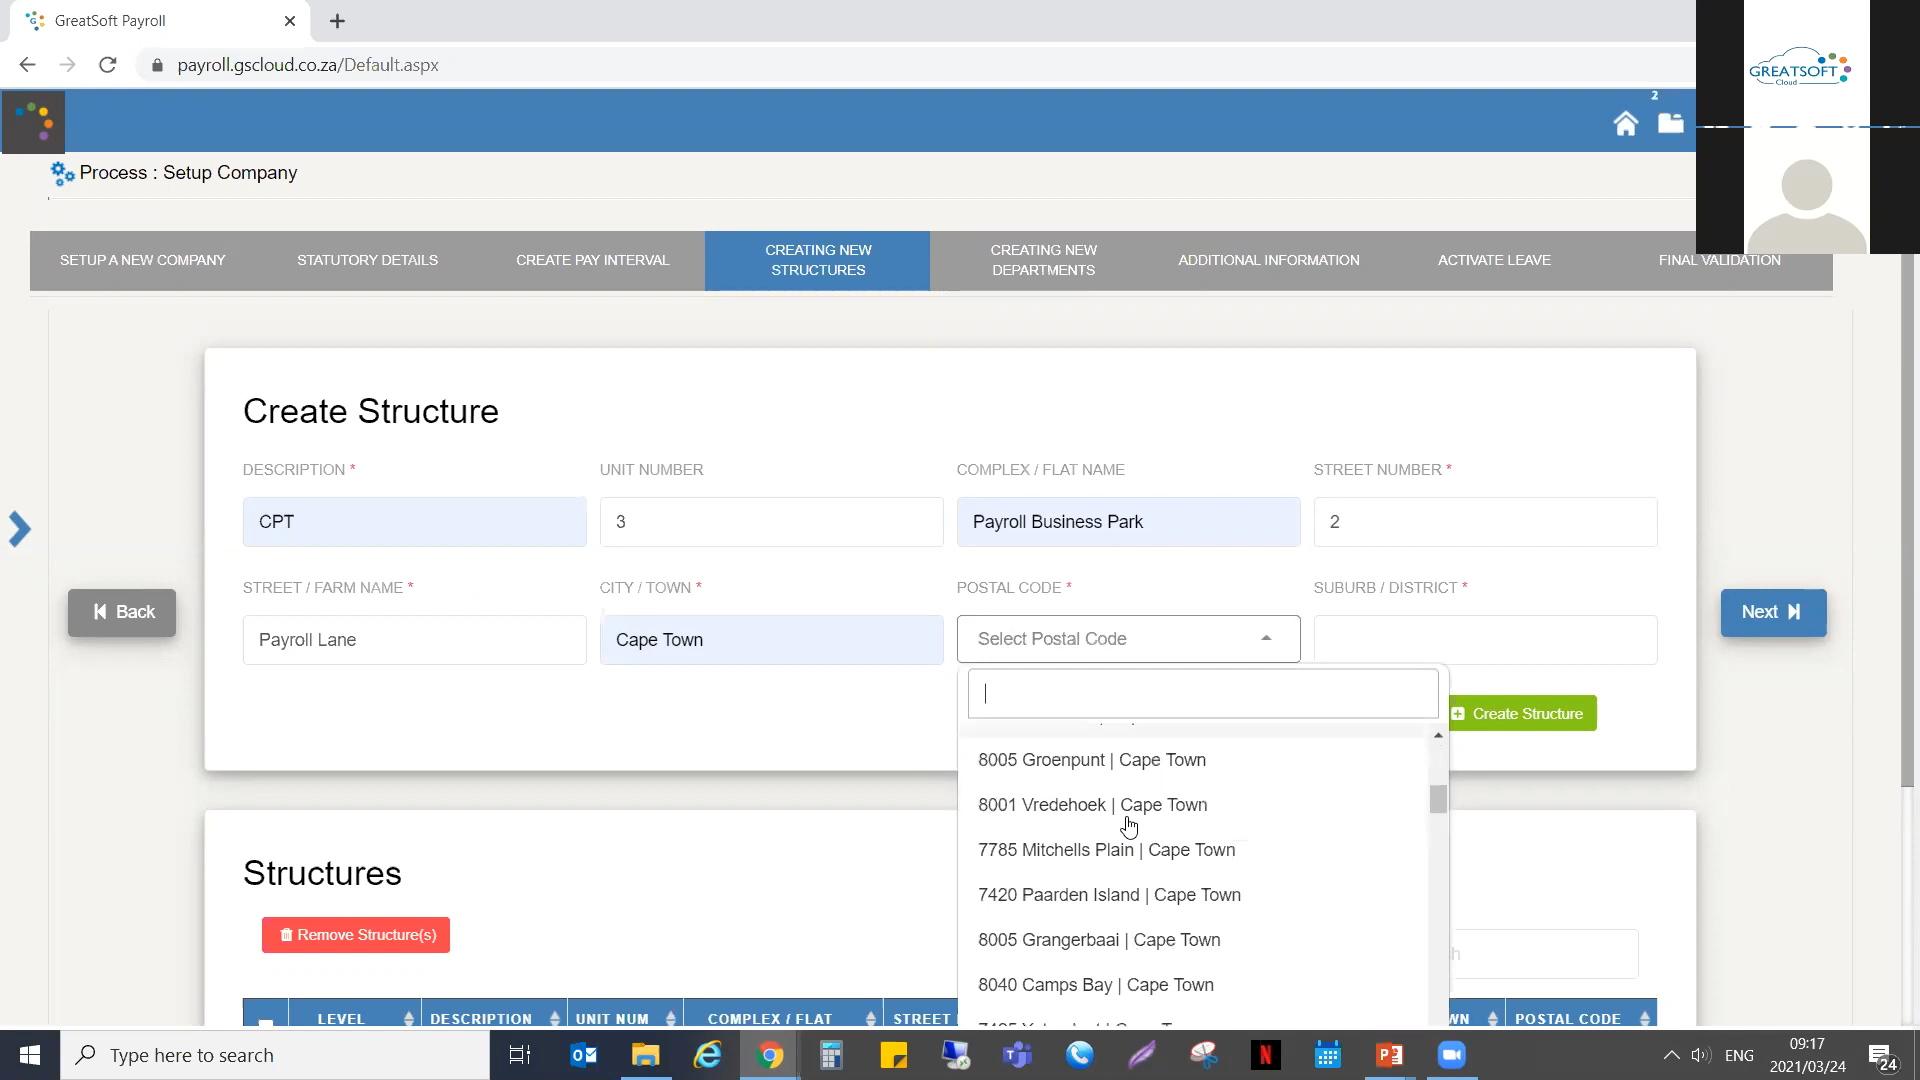 GreatSoft Payroll
payroll.gscloud.co.za/Default.aspx
GREATSOFT
Cloud
2
Process : Setup Company
SETUP A NEW COMPANY
STATUTORY DETAILS
CREATE PAY INTERVAL
CREATING NEW
STRUCTURES
CREATING NEW
DEPARTMENTS
ADDITIONAL INFORMATION
ACTIVATE LEAVE
FINAL VALIDATION
Create Structure
DESCRIPTION *
UNIT NUMBER
COMPLEX / FLAT NAME
STREET NUMBER *
CPT
3
Payroll Business Park
2
STREET / FARM NAME *
CITY / TOWN *
POSTAL CODE *
SUBURB / DISTRICT *
Back
Payroll Lane
Cape Town
Select Postal Code
Next
Create Structure
8005 Groenpunt | Cape Town
8001 Vredehoek | Cape Town
7785 Mitchells Plain | Cape Town
7420 Paarden Island | Cape Town
8005 Grangerbaai | Cape Town
8040 Camps Bay | Cape Town
Structures
Remove Structure(s)
LEVEL
DESCRIPTION
UNIT NUM
COMPLEX / FLAT
STREET
POSTAL CODE
Type here to search
ENG
09:17
2021/03/24
24